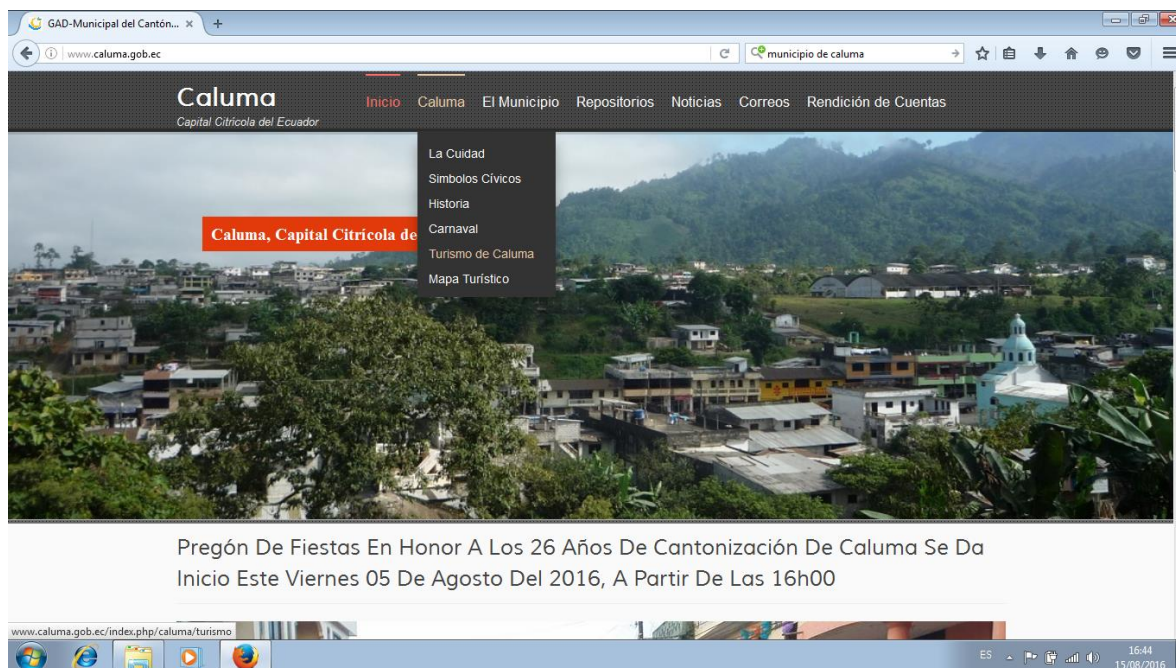 GAD-Municipal del Cantón...
www.caluma.gob.ec
municipio de caluma
Caluma
Capital Citrícola del Ecuador
Inicio Caluma El Municipio Repositorios Noticias Correos Rendición de Cuentas
La Cuidad
Simbolos Cívicos
Historia
Carnaval
Turismo de Caluma
Mapa Turístico
Caluma, Capital Citricola de
Pregón De Fiestas En Honor A Los 26 Años De Cantonización De Caluma Se Da
Inicio Este Viernes 05 De Agosto Del 2016, A Partir De Las 16h00
www.caluma.gob.ec/index.php/caluma/turismo
ES
16:44
15/08/2016